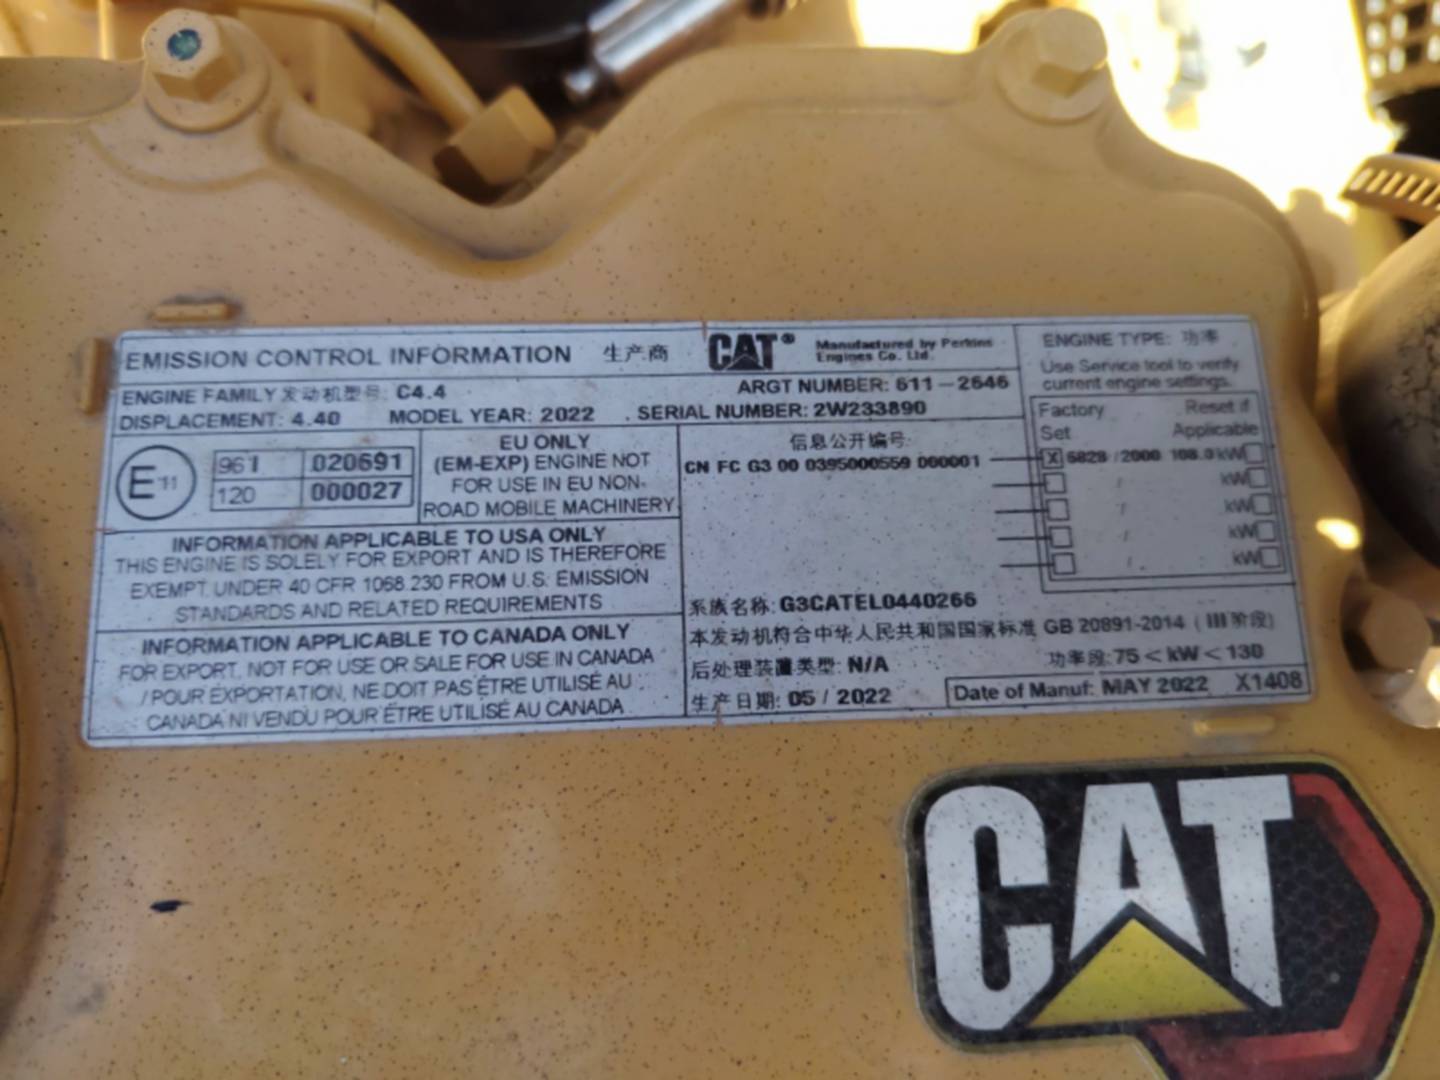 EMISSION CONTROL INFORMATION 生产商 CAT® Manufactured by Perkins Engines Co. Ltd.
ENGINE FAMILY 发动机型号: C4.4 ARGT NUMBER: 611-2646
DISPLACEMENT: 4.40 MODEL YEAR: 2022 . SERIAL NUMBER: 2W233890
E 11
961 020691
120 000027
EU ONLY
(EM-EXP) ENGINE NOT
FOR USE IN EU NON-
ROAD MOBILE MACHINERY
INFORMATION APPLICABLE TO USA ONLY
THIS ENGINE IS SOLELY FOR EXPORT AND IS THEREFORE
EXEMPT UNDER 40 CFR 1068.230 FROM U.S. EMISSION
STANDARDS AND RELATED REQUIREMENTS
INFORMATION APPLICABLE TO CANADA ONLY
FOR EXPORT, NOT FOR USE OR SALE FOR USE IN CANADA
/ POUR EXPORTATION, NE DOIT PAS ÊTRE UTILISÉ AU
CANADA NI VENDU POUR ÊTRE UTILISÉ AU CANADA
信息公开编号:
CN FC G3 00 0395000559 000001
ENGINE TYPE: 功率
Use Service tool to verify
current engine settings.
Factory Set Reset if Applicable
X 6828 / 2000 108.0 kW
/ kW
/ kW
/ kW
/ kW
系族名称: G3CATEL0440266
本发动机符合中华人民共和国国家标准 GB 20891-2014 ( III 阶段)
后处理装置类型: N/A 功率段: 75 < kW < 130
生产日期: 05 / 2022 Date of Manuf: MAY 2022 X1408
CAT